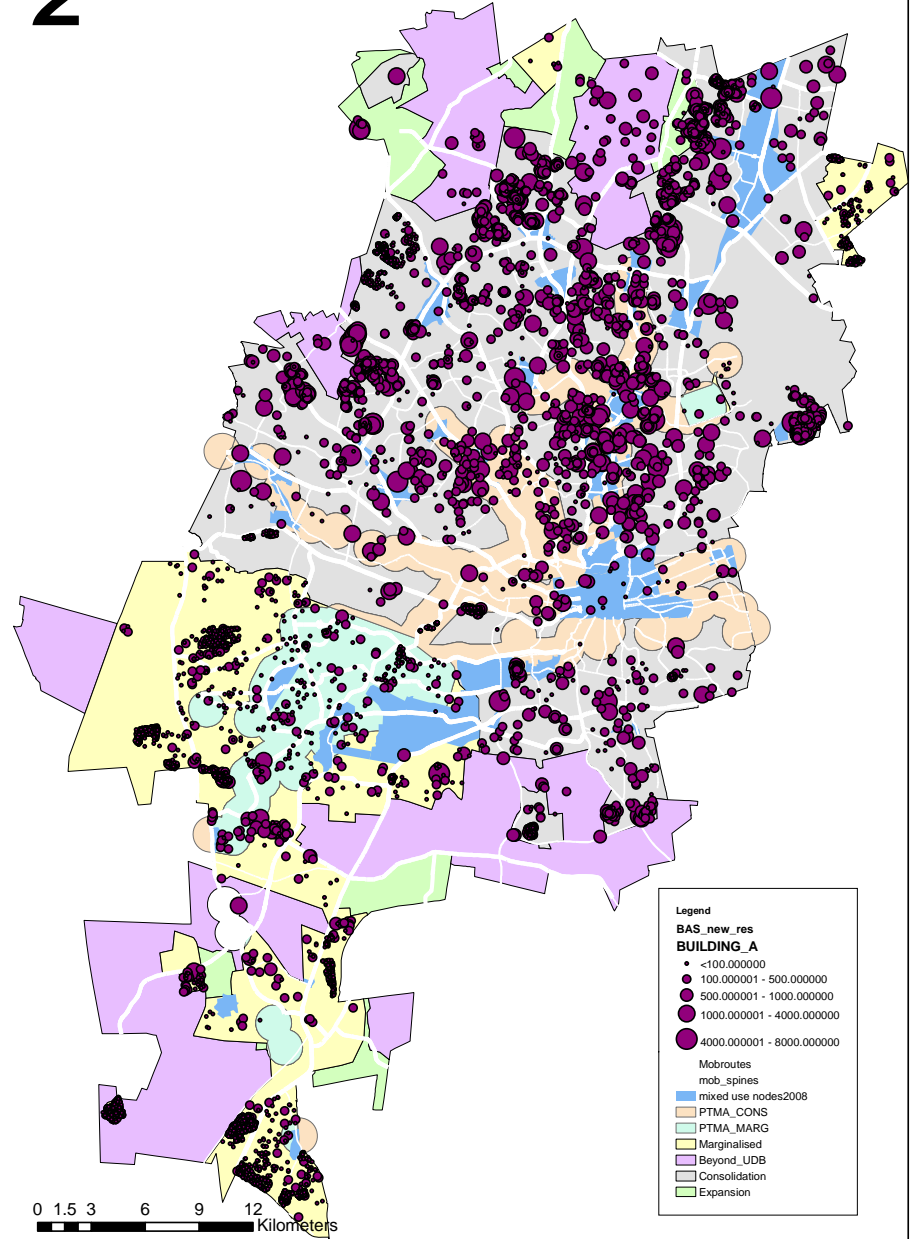 2
Legend
BAS_new_res
BUILDING_A
<100.000000
100.000001 - 500.000000
500.000001 - 1000.000000
1000.000001 - 4000.000000
4000.000001 - 8000.000000
Mobroutes
mob_spines
mixed use nodes2008
PTMA_CONS
PTMA_MARG
Marginalised
Beyond_UDB
Consolidation
Expansion
0 1.5 3 6 9 12
Kilometers